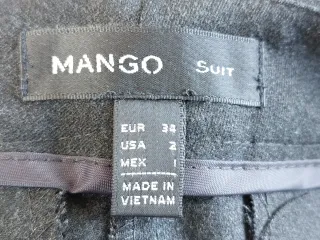 MANGO SUIT
EUR 34
USA 2
MEX 1
MADE IN
VIETNAM